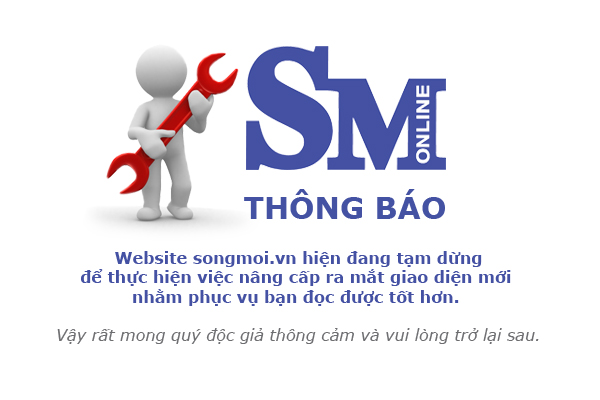 SM
ONLINE
THÔNG BÁO
Website songmoi.vn hiện đang tạm dừng
để thực hiện việc nâng cấp ra mắt giao diện mới
nhằm phục vụ bạn đọc được tốt hơn.
Vậy rất mong quý độc giả thông cảm và vui lòng trở lại sau.